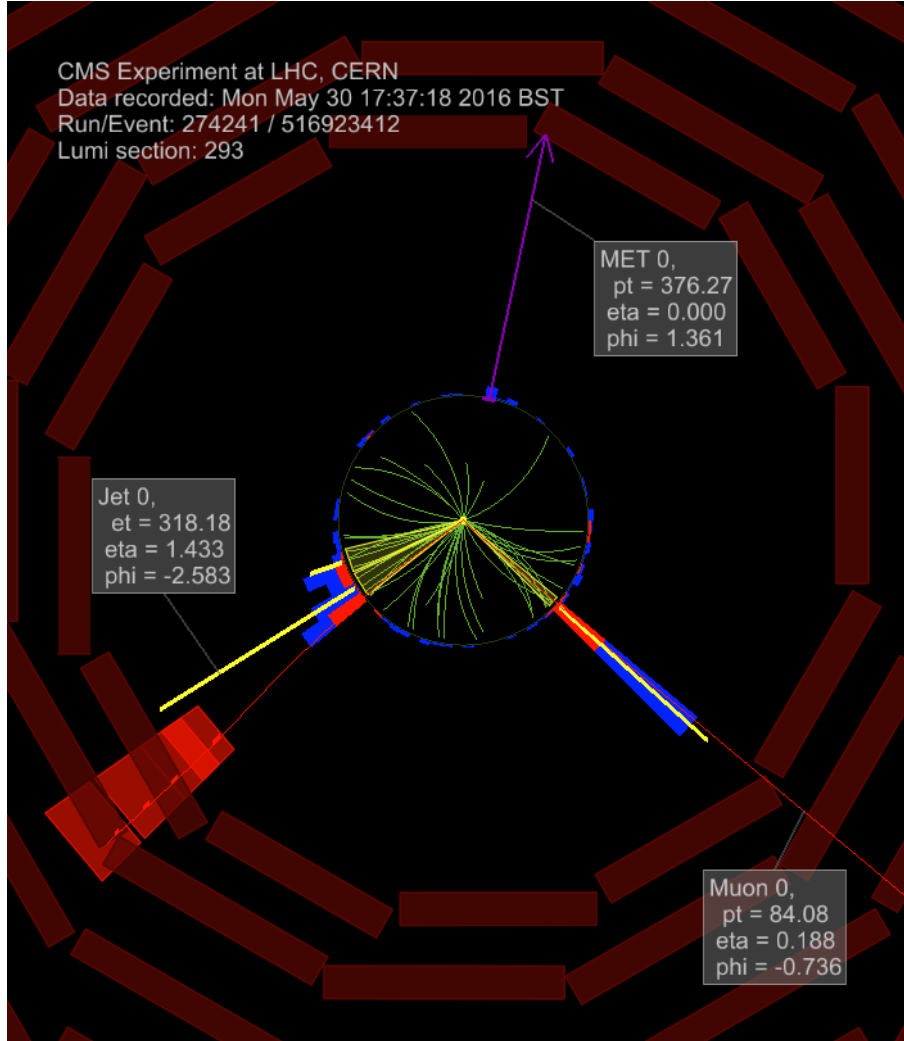 CMS Experiment at LHC, CERN
Data recorded: Mon May 30 17:37:18 2016 BST
Run/Event: 274241 / 516923412
Lumi section: 293
MET 0,
pt = 376.27
eta = 0.000
phi = 1.361
Jet 0,
et = 318.18
eta = 1.433
phi = -2.583
Muon 0,
pt = 84.08
eta = 0.188
phi = -0.736